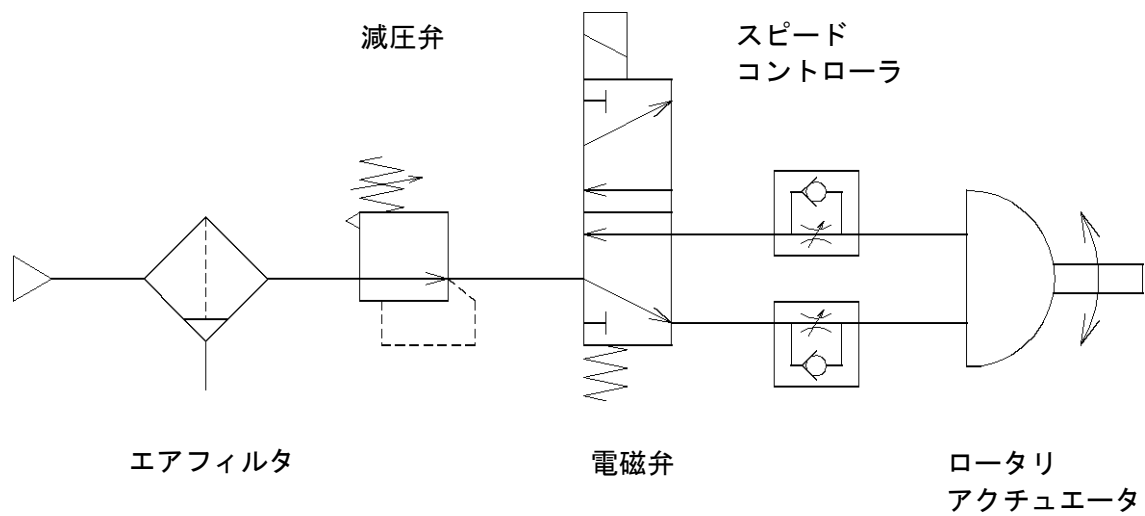 減圧弁
スピード
コントローラ
エアフィルタ
電磁弁
ロータリ
アクチュエータ